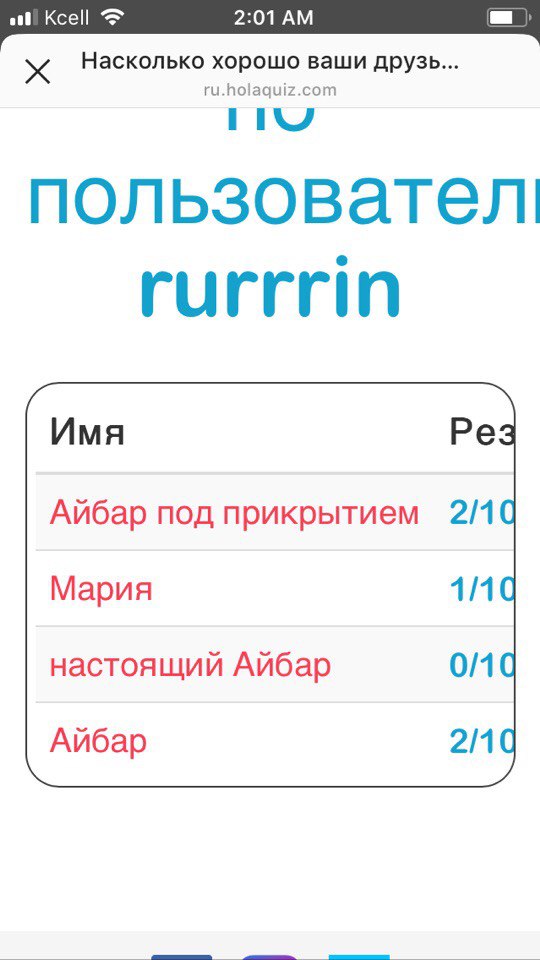 Kcell 2:01 AM
Насколько хорошо ваши друзь...
ru.holaquiz.com
по
пользовател
rurrrin
Имя Рез
Айбар под прикрытием 2/10
Мария 1/10
настоящий Айбар 0/10
Айбар 2/10